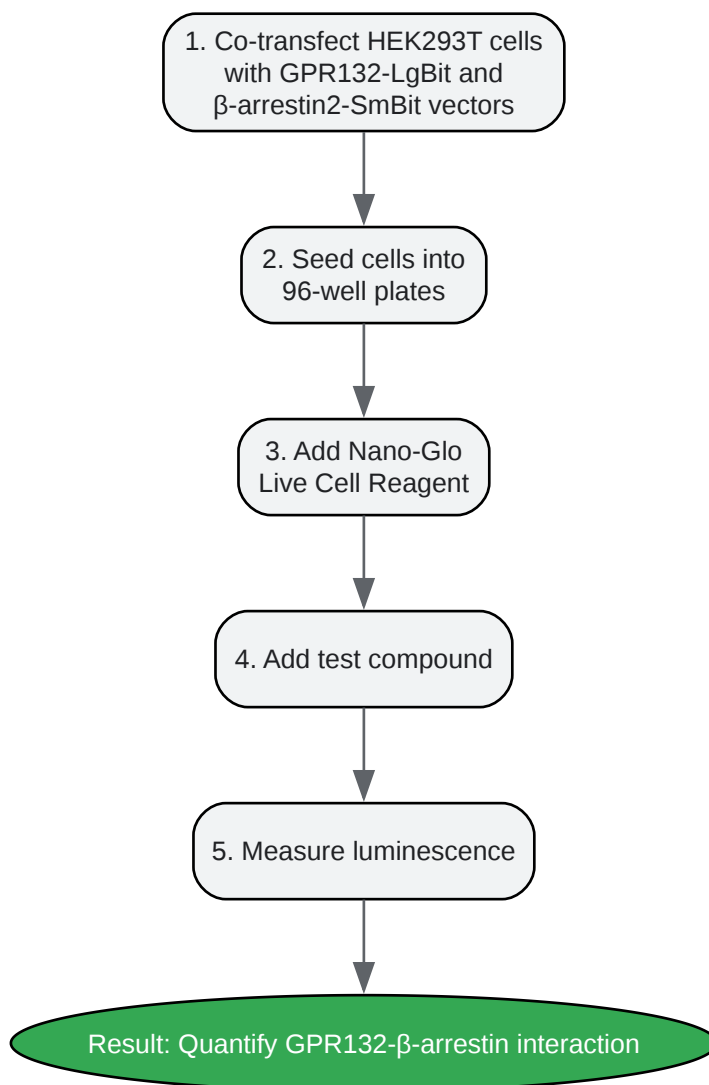 1. Co-transfect HEK293T cells
with GPR132-LgBit and
β-arrestin2-SmBit vectors
2. Seed cells into
96-well plates
3. Add Nano-Glo
Live Cell Reagent
4. Add test compound
5. Measure luminescence
Result: Quantify GPR132-β-arrestin interaction